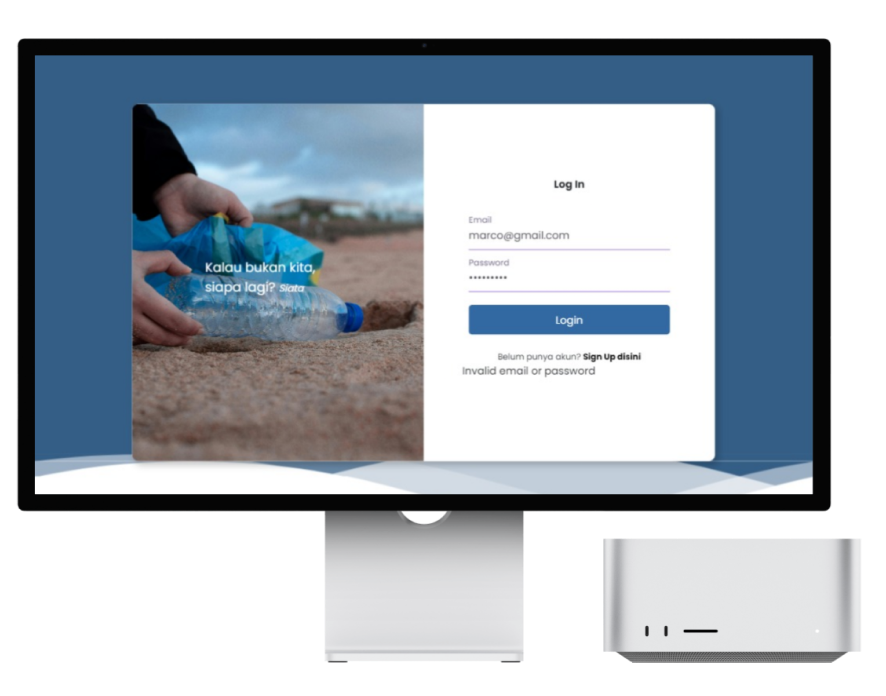 Kalau bukan kita,
siapa lagi? Siata
Log In
Email
marco@gmail.com
Password
•••••••••
Login
Belum punya akun? Sign Up disini
Invalid email or password